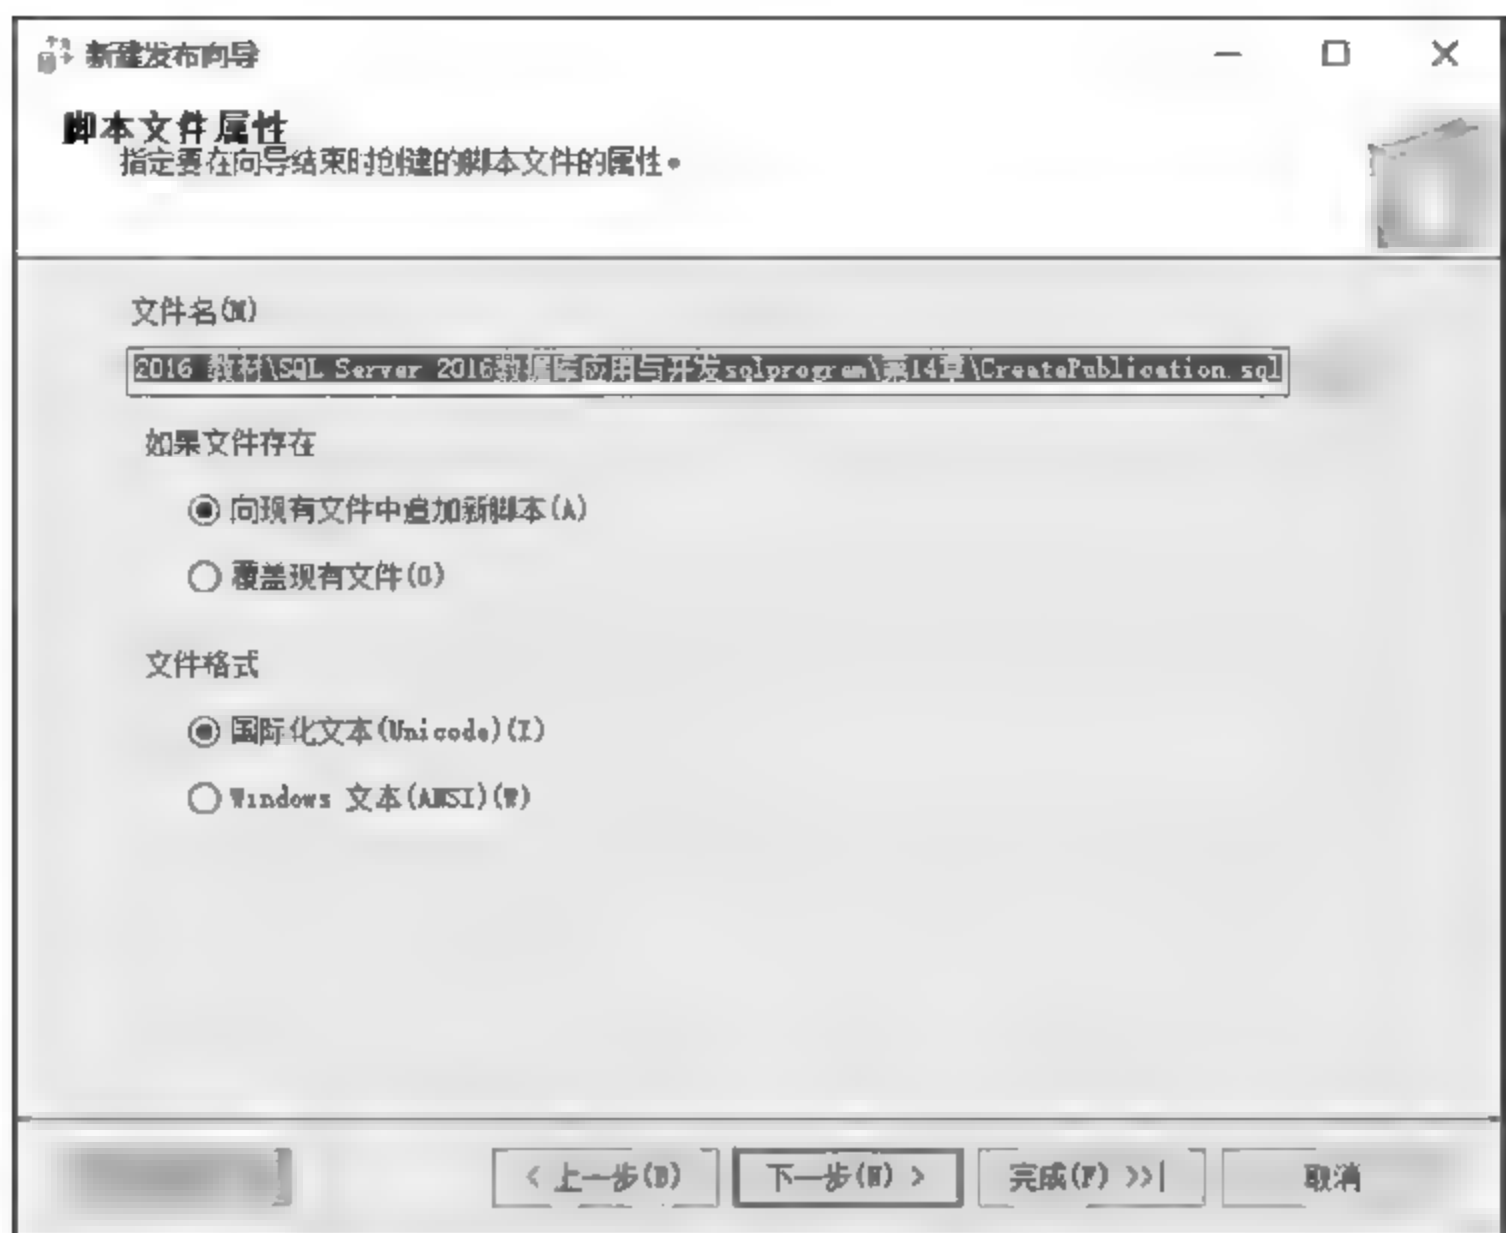 新建发布向导
脚本文件属性
指定要在向导结束时创建的脚本文件的属性。
文件名(N)
2016 教材\SQL Server 2016数据库应用与开发sqlprogram\第14章\CreatePublication.sql
如果文件存在
向现有文件中追加新脚本(A)
覆盖现有文件(O)
文件格式
国际化文本(Unicode)(I)
Windows 文本(ANSI)(W)
< 上一步(B)
下一步(N) >
完成(F) >>|
取消